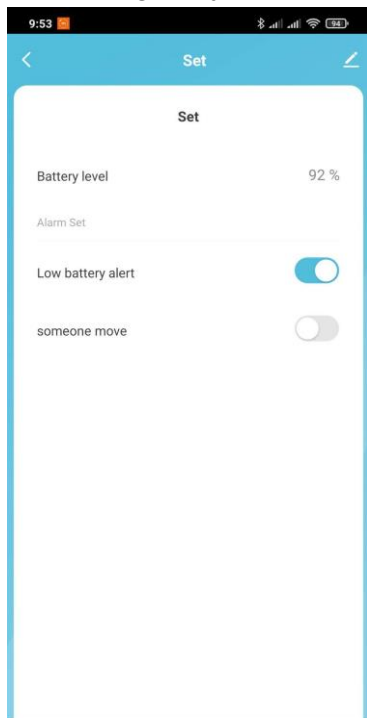 9:53
94
Set
Set
Battery level 92 %
Alarm Set
Low battery alert
someone move